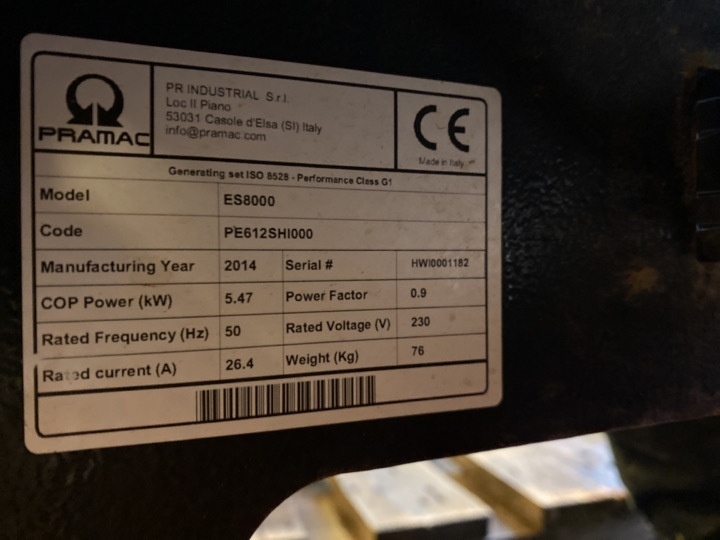 PRAMAC
PR INDUSTRIAL S.r.l.
Loc Il Piano
53031 Casole d'Elsa (SI) Italy
info@pramac.com
CE
Made in Italy
Generating set ISO 8528 - Performance Class G1
Model ES8000
Code PE612SHI000
Manufacturing Year 2014 Serial # HWI0001182
COP Power (kW) 5.47 Power Factor 0.9
Rated Frequency (Hz) 50 Rated Voltage (V) 230
Rated current (A) 26.4 Weight (Kg) 76